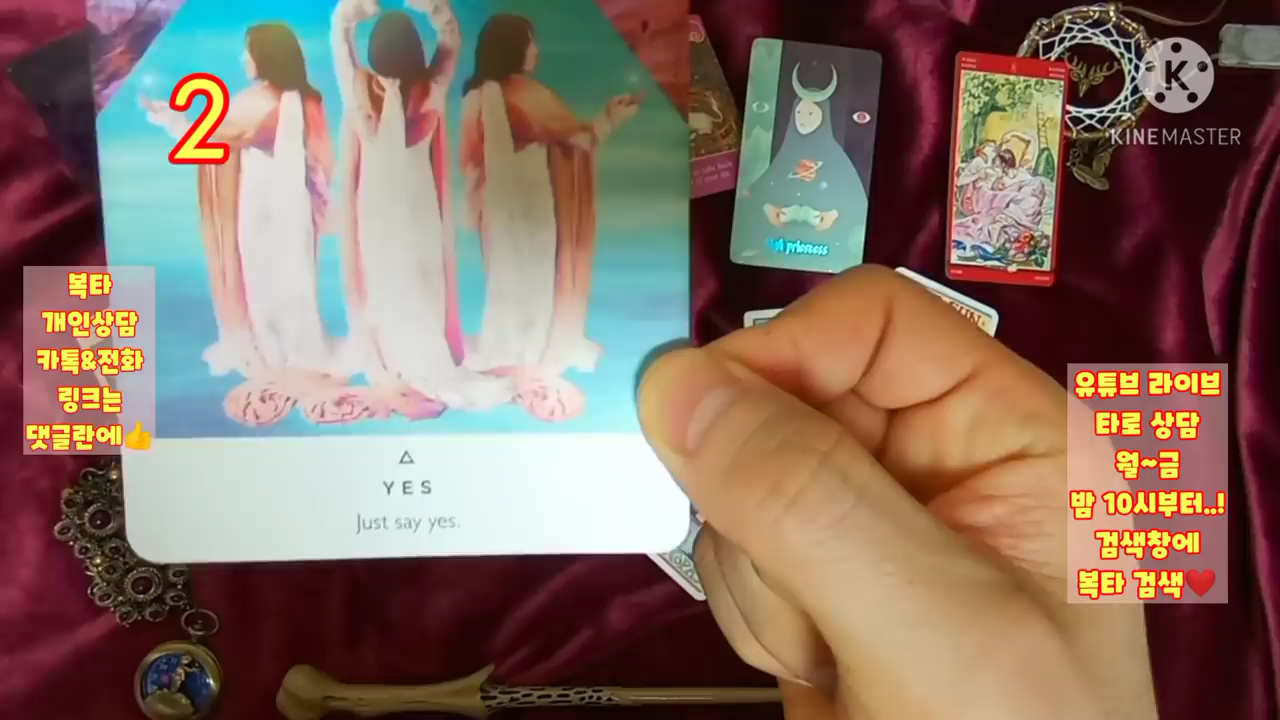 2
복타
개인상담
카톡&전화
링크는
댓글란에👍
YES
Just say yes.
priestess
SUN
K
KINEMASTER
유튜브 라이브
타로 상담
월~금
밤 10시부터..!
검색창에
복타 검색❤️